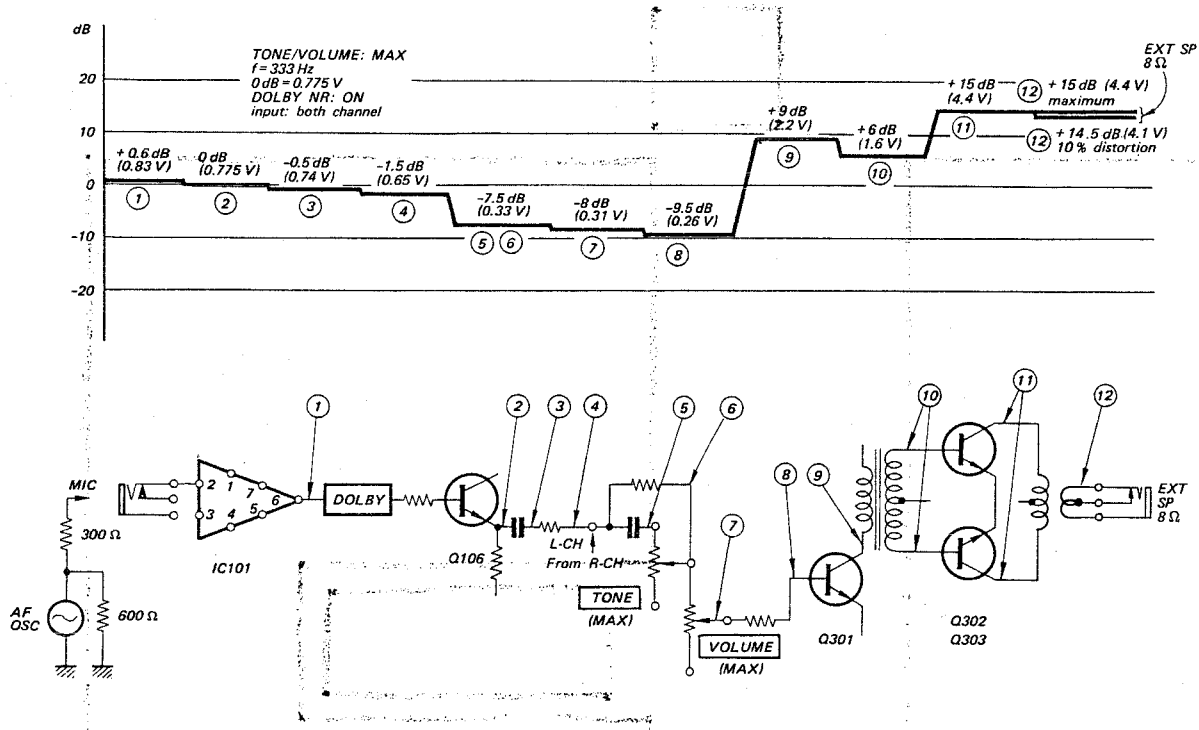 dB
20
10
0
-10
-20
TONE/VOLUME: MAX
f = 333 Hz
0 dB = 0.775 V
DOLBY NR: ON
input: both channel
+ 0.6 dB
(0.83 V)
1
0 dB
(0.775 V)
2
-0.5 dB
(0.74 V)
3
-1.5 dB
(0.65 V)
4
-7.5 dB
(0.33 V)
5 6
-8 dB
(0.31 V)
7
-9.5 dB
(0.26 V)
8
+ 9 dB
(2.2 V)
9
+ 6 dB
(1.6 V)
10
+ 15 dB
(4.4 V)
11
12 + 15 dB (4.4 V)
maximum
12 + 14.5 dB (4.1 V)
10 % distortion
EXT SP
8 Ω
1
2
3
4
5
6
7
8
9
10
11
12
MIC
300 Ω
AF
OSC
600 Ω
2
3
1
4
7
5
6
IC101
DOLBY
Q106
L-CH
From R-CH
TONE
(MAX)
VOLUME
(MAX)
Q301
Q302
Q303
EXT
SP
8 Ω